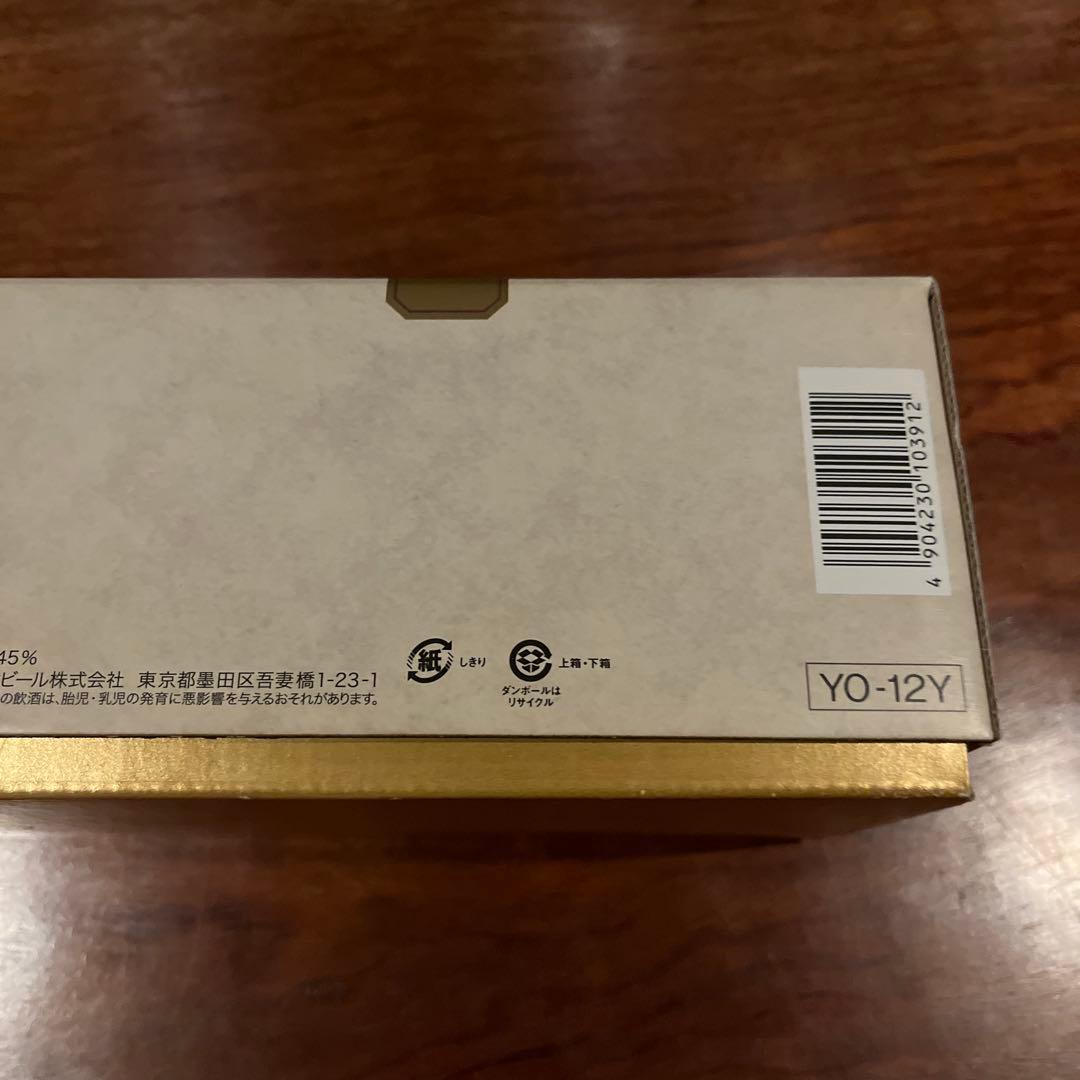 45%
ビール株式会社 東京都墨田区吾妻橋1-23-1
の飲酒は、胎児・乳児の発育に悪影響を与えるおそれがあります。
紙 しきり
上箱・下箱
ダンボールは
リサイクル
4 904230 103912
YO-12Y